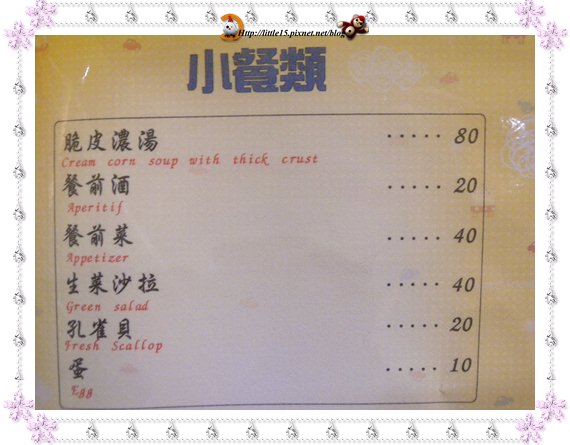 Http://little15.pixnet.net/blog
小餐類
脆皮濃湯 ..... 80
Cream corn soup with thick crust
餐前酒 ..... 20
Aperitif
餐前菜 ..... 40
Appetizer
生菜沙拉 ..... 40
Green salad
孔雀貝 ..... 20
Fresh Scallop
蛋 ..... 10
Egg